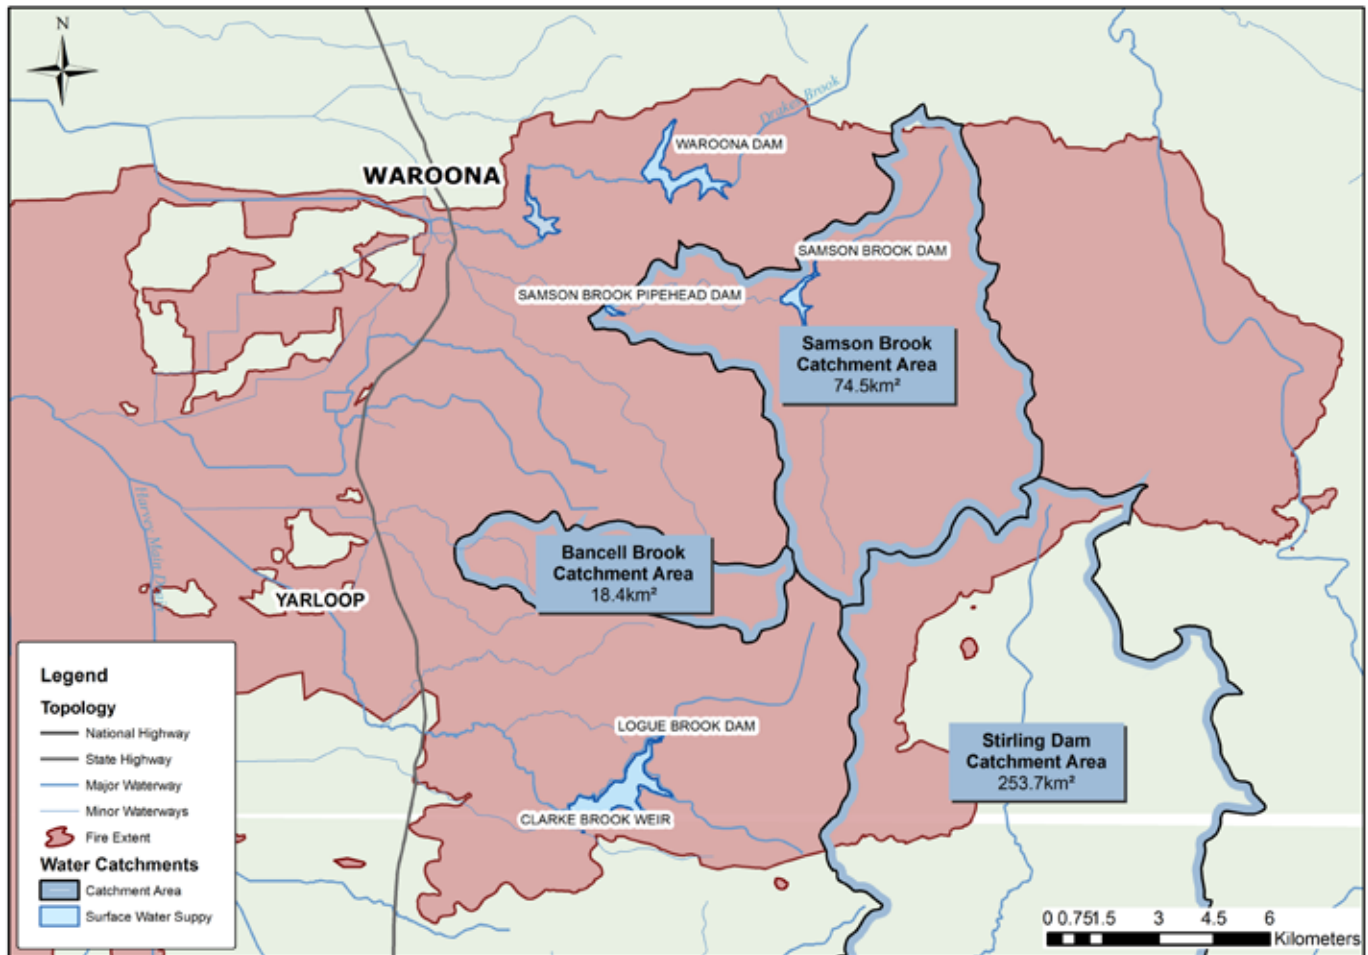 N
Drakes Brook
WAROONA DAM
WAROONA
SAMSON BROOK DAM
SAMSON BROOK PIPEHEAD DAM
Samson Brook
Catchment Area
74.5km²
Harvey Main Drain
Bancell Brook
Catchment Area
18.4km²
YARLOOP
LOGUE BROOK DAM
Stirling Dam
Catchment Area
253.7km²
CLARKE BROOK WEIR
Legend
Topology
National Highway
State Highway
Major Waterway
Minor Waterways
Fire Extent
Water Catchments
Catchment Area
Surface Water Suppy
0 0.751.5 3 4.5 6
Kilometers